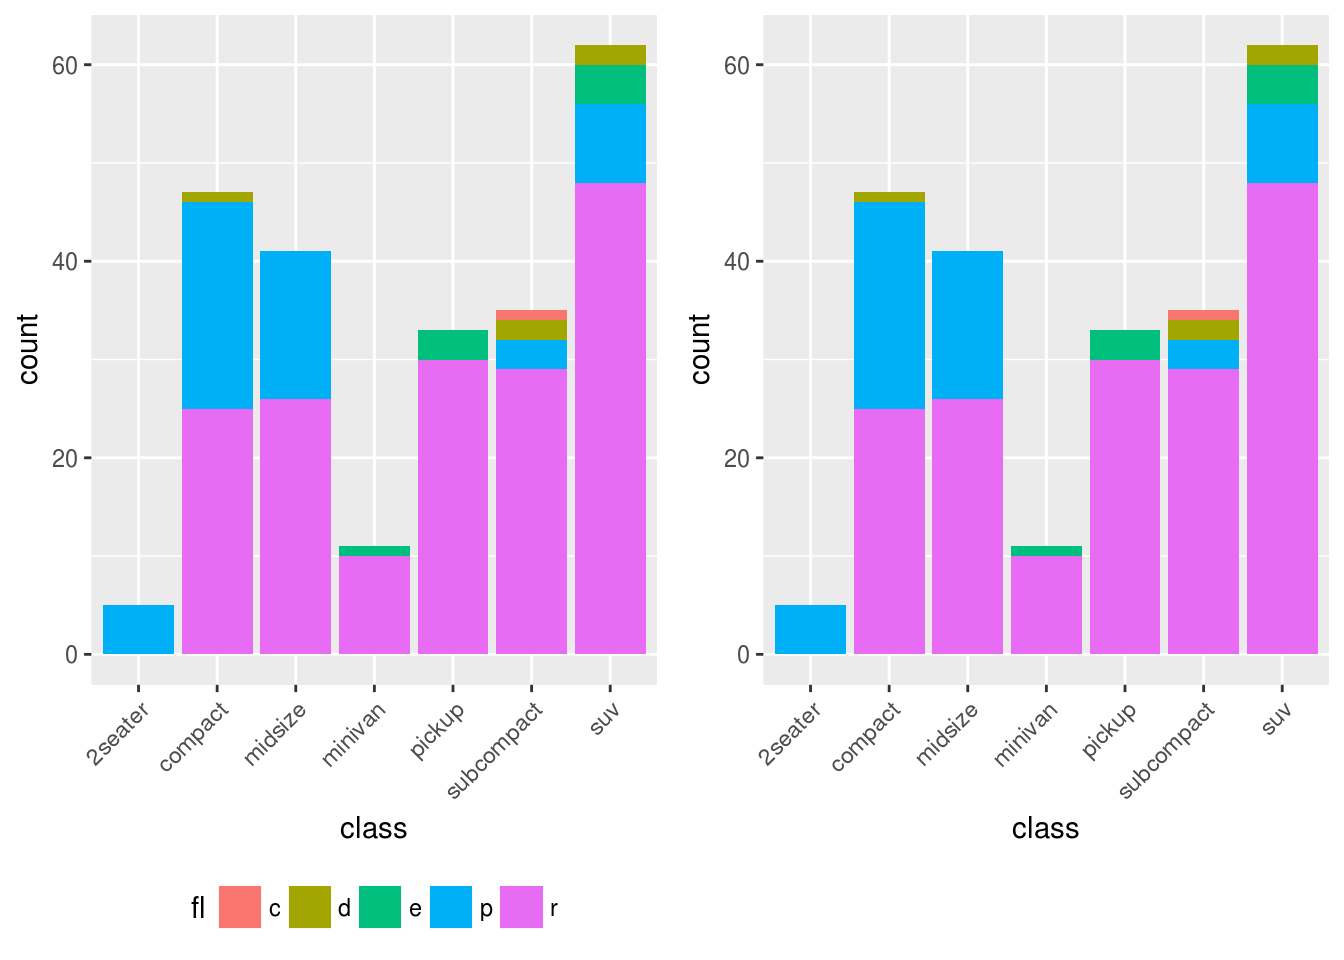 60
40
20
0
count
2seater
compact
midsize
minivan
pickup
subcompact
suv
class
fl c d e p r
60
40
20
0
count
2seater
compact
midsize
minivan
pickup
subcompact
suv
class